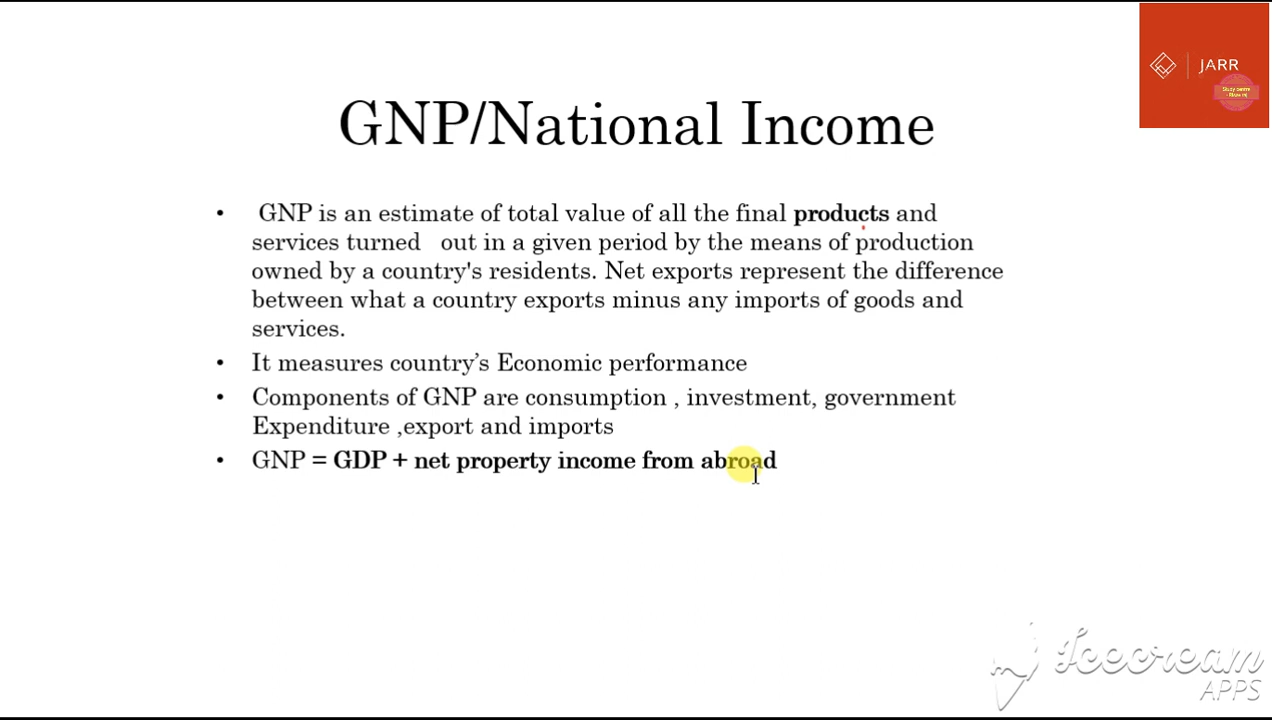 JARR
Study centre
GNP/National Income
• GNP is an estimate of total value of all the final products and
services turned out in a given period by the means of production
owned by a country's residents. Net exports represent the difference
between what a country exports minus any imports of goods and
services.
• It measures country’s Economic performance
• Components of GNP are consumption , investment, government
Expenditure ,export and imports
• GNP = GDP + net property income from abroad
Icecream
APPS